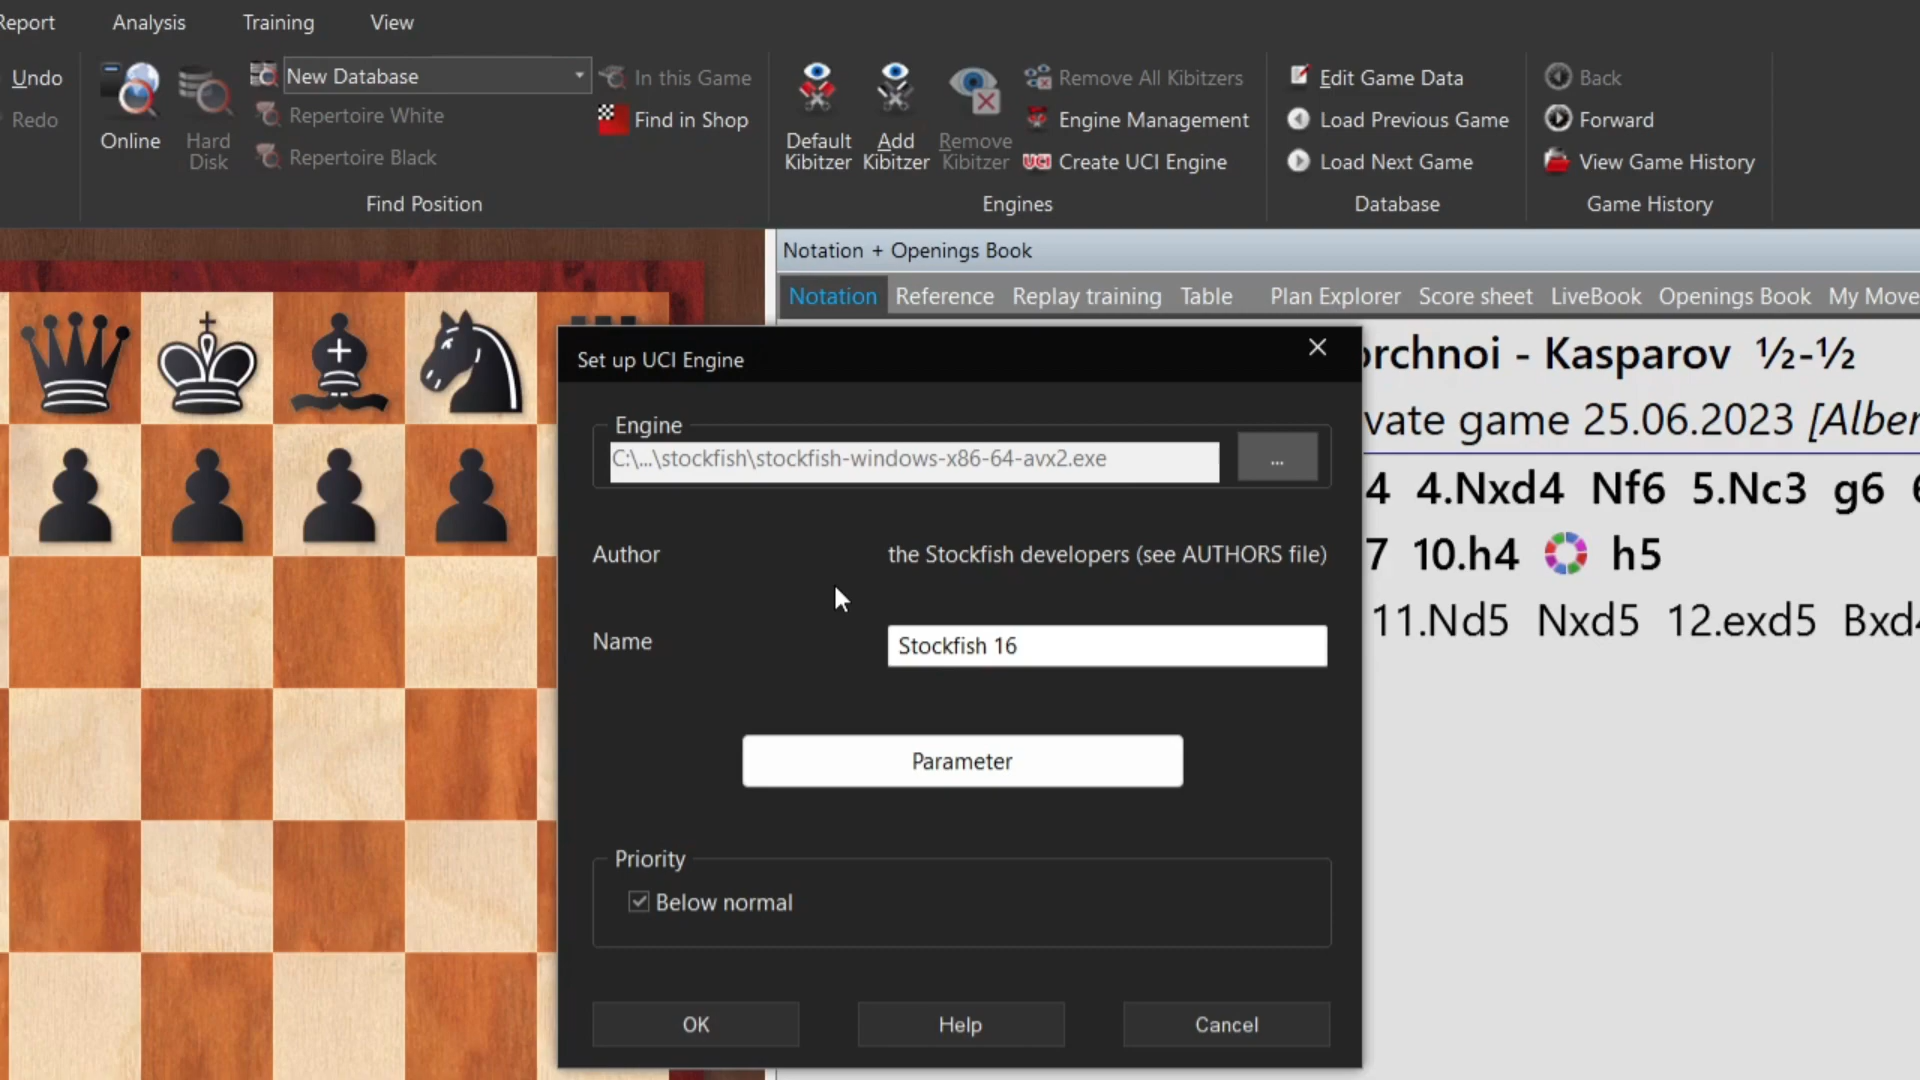 Report Analysis Training View
Undo
Redo
Online
Hard
Disk
New Database
Repertoire White
Repertoire Black
In this Game
Find in Shop
Find Position
Default
Kibitzer
Add
Kibitzer
Remove
Kibitzer
Remove All Kibitzers
Engine Management
UCI Create UCI Engine
Engines
Edit Game Data
Load Previous Game
Load Next Game
Database
Back
Forward
View Game History
Game History
Notation + Openings Book
Notation Reference Replay training Table Plan Explorer Score sheet LiveBook Openings Book My Move
orchnoi - Kasparov ½-½
vate game 25.06.2023 [Alber
4 4.Nxd4 Nf6 5.Nc3 g6 6
7 10.h4 h5
11.Nd5 Nxd5 12.exd5 Bxd4
Set up UCI Engine
Engine
C:\...\stockfish\stockfish-windows-x86-64-avx2.exe
...
Author the Stockfish developers (see AUTHORS file)
Name Stockfish 16
Parameter
Priority
Below normal
OK Help Cancel